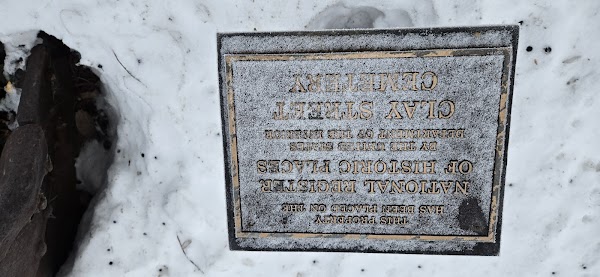 THIS PROPERTY
HAS BEEN PLACED ON THE
NATIONAL REGISTER
OF HISTORIC PLACES
BY THE UNITED STATES
DEPARTMENT OF THE INTERIOR
CLAY STREET
CEMETERY